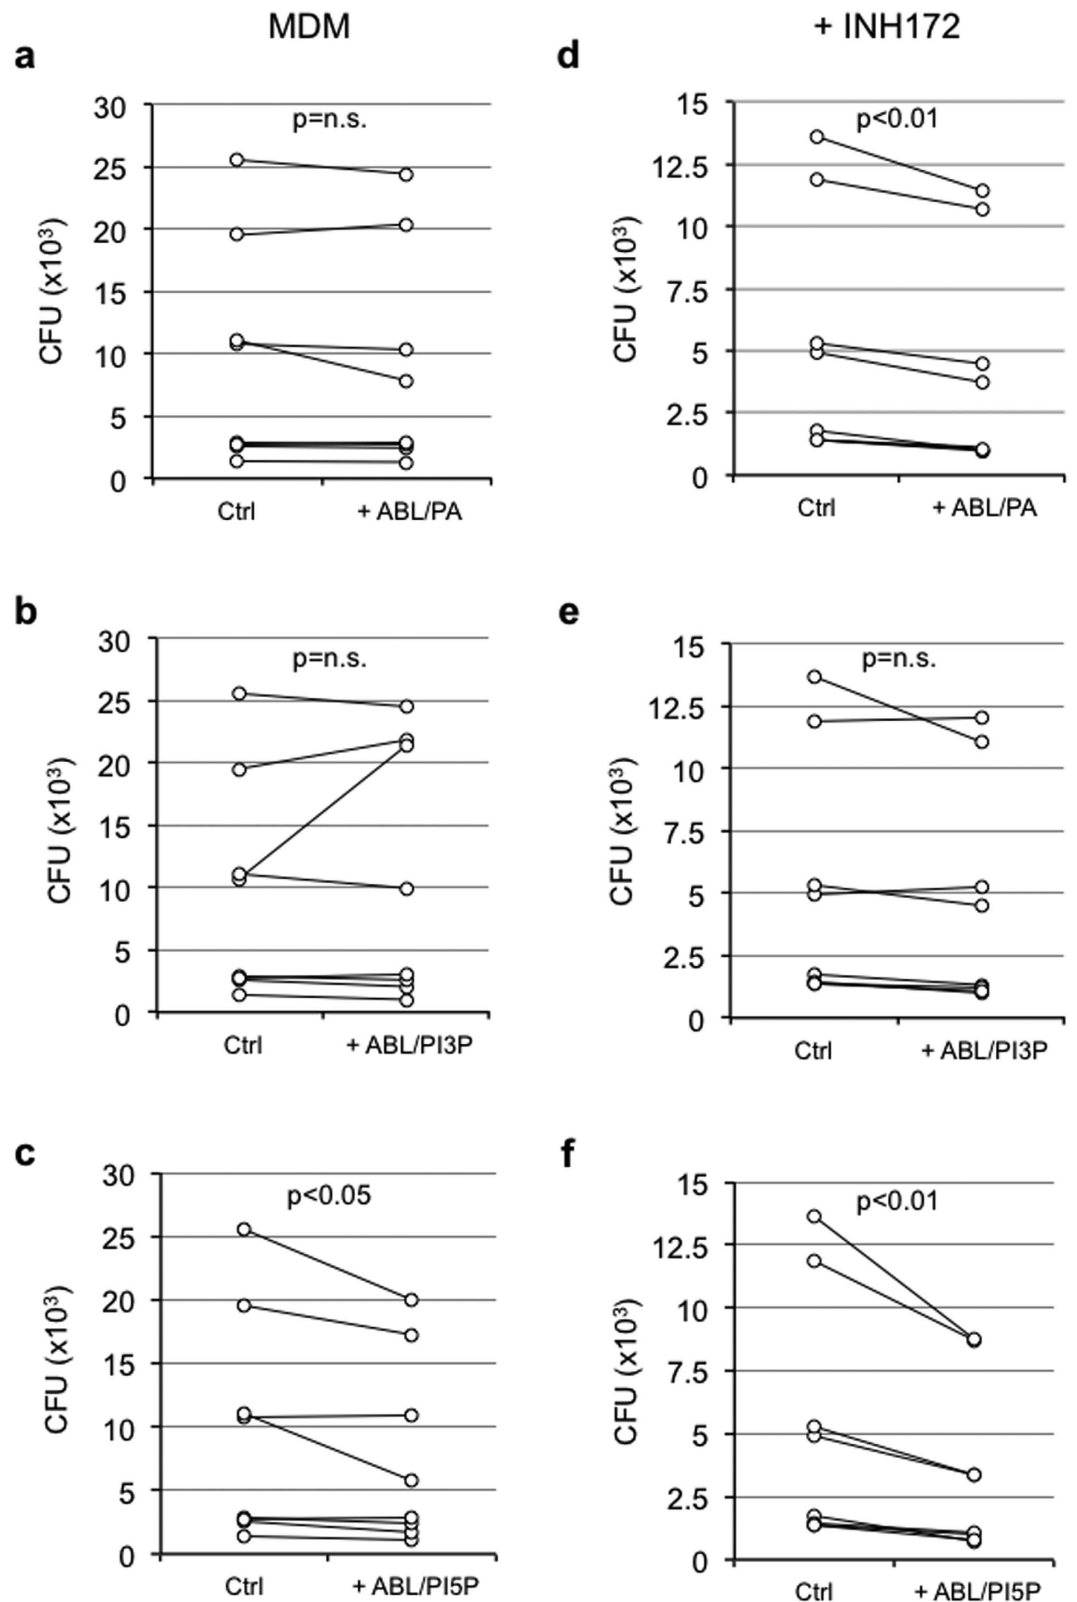 MDM
+ INH172
a
p=n.s.
30
25
20
15
10
5
0
CFU (x10³)
Ctrl
+ ABL/PA
d
p<0.01
15
12.5
10
7.5
5
2.5
0
CFU (x10³)
Ctrl
+ ABL/PA
b
p=n.s.
30
25
20
15
10
5
0
CFU (x10³)
Ctrl
+ ABL/PI3P
e
p=n.s.
15
12.5
10
7.5
5
2.5
0
CFU (x10³)
Ctrl
+ ABL/PI3P
c
p<0.05
30
25
20
15
10
5
0
CFU (x10³)
Ctrl
+ ABL/PI5P
f
p<0.01
15
12.5
10
7.5
5
2.5
0
CFU (x10³)
Ctrl
+ ABL/PI5P